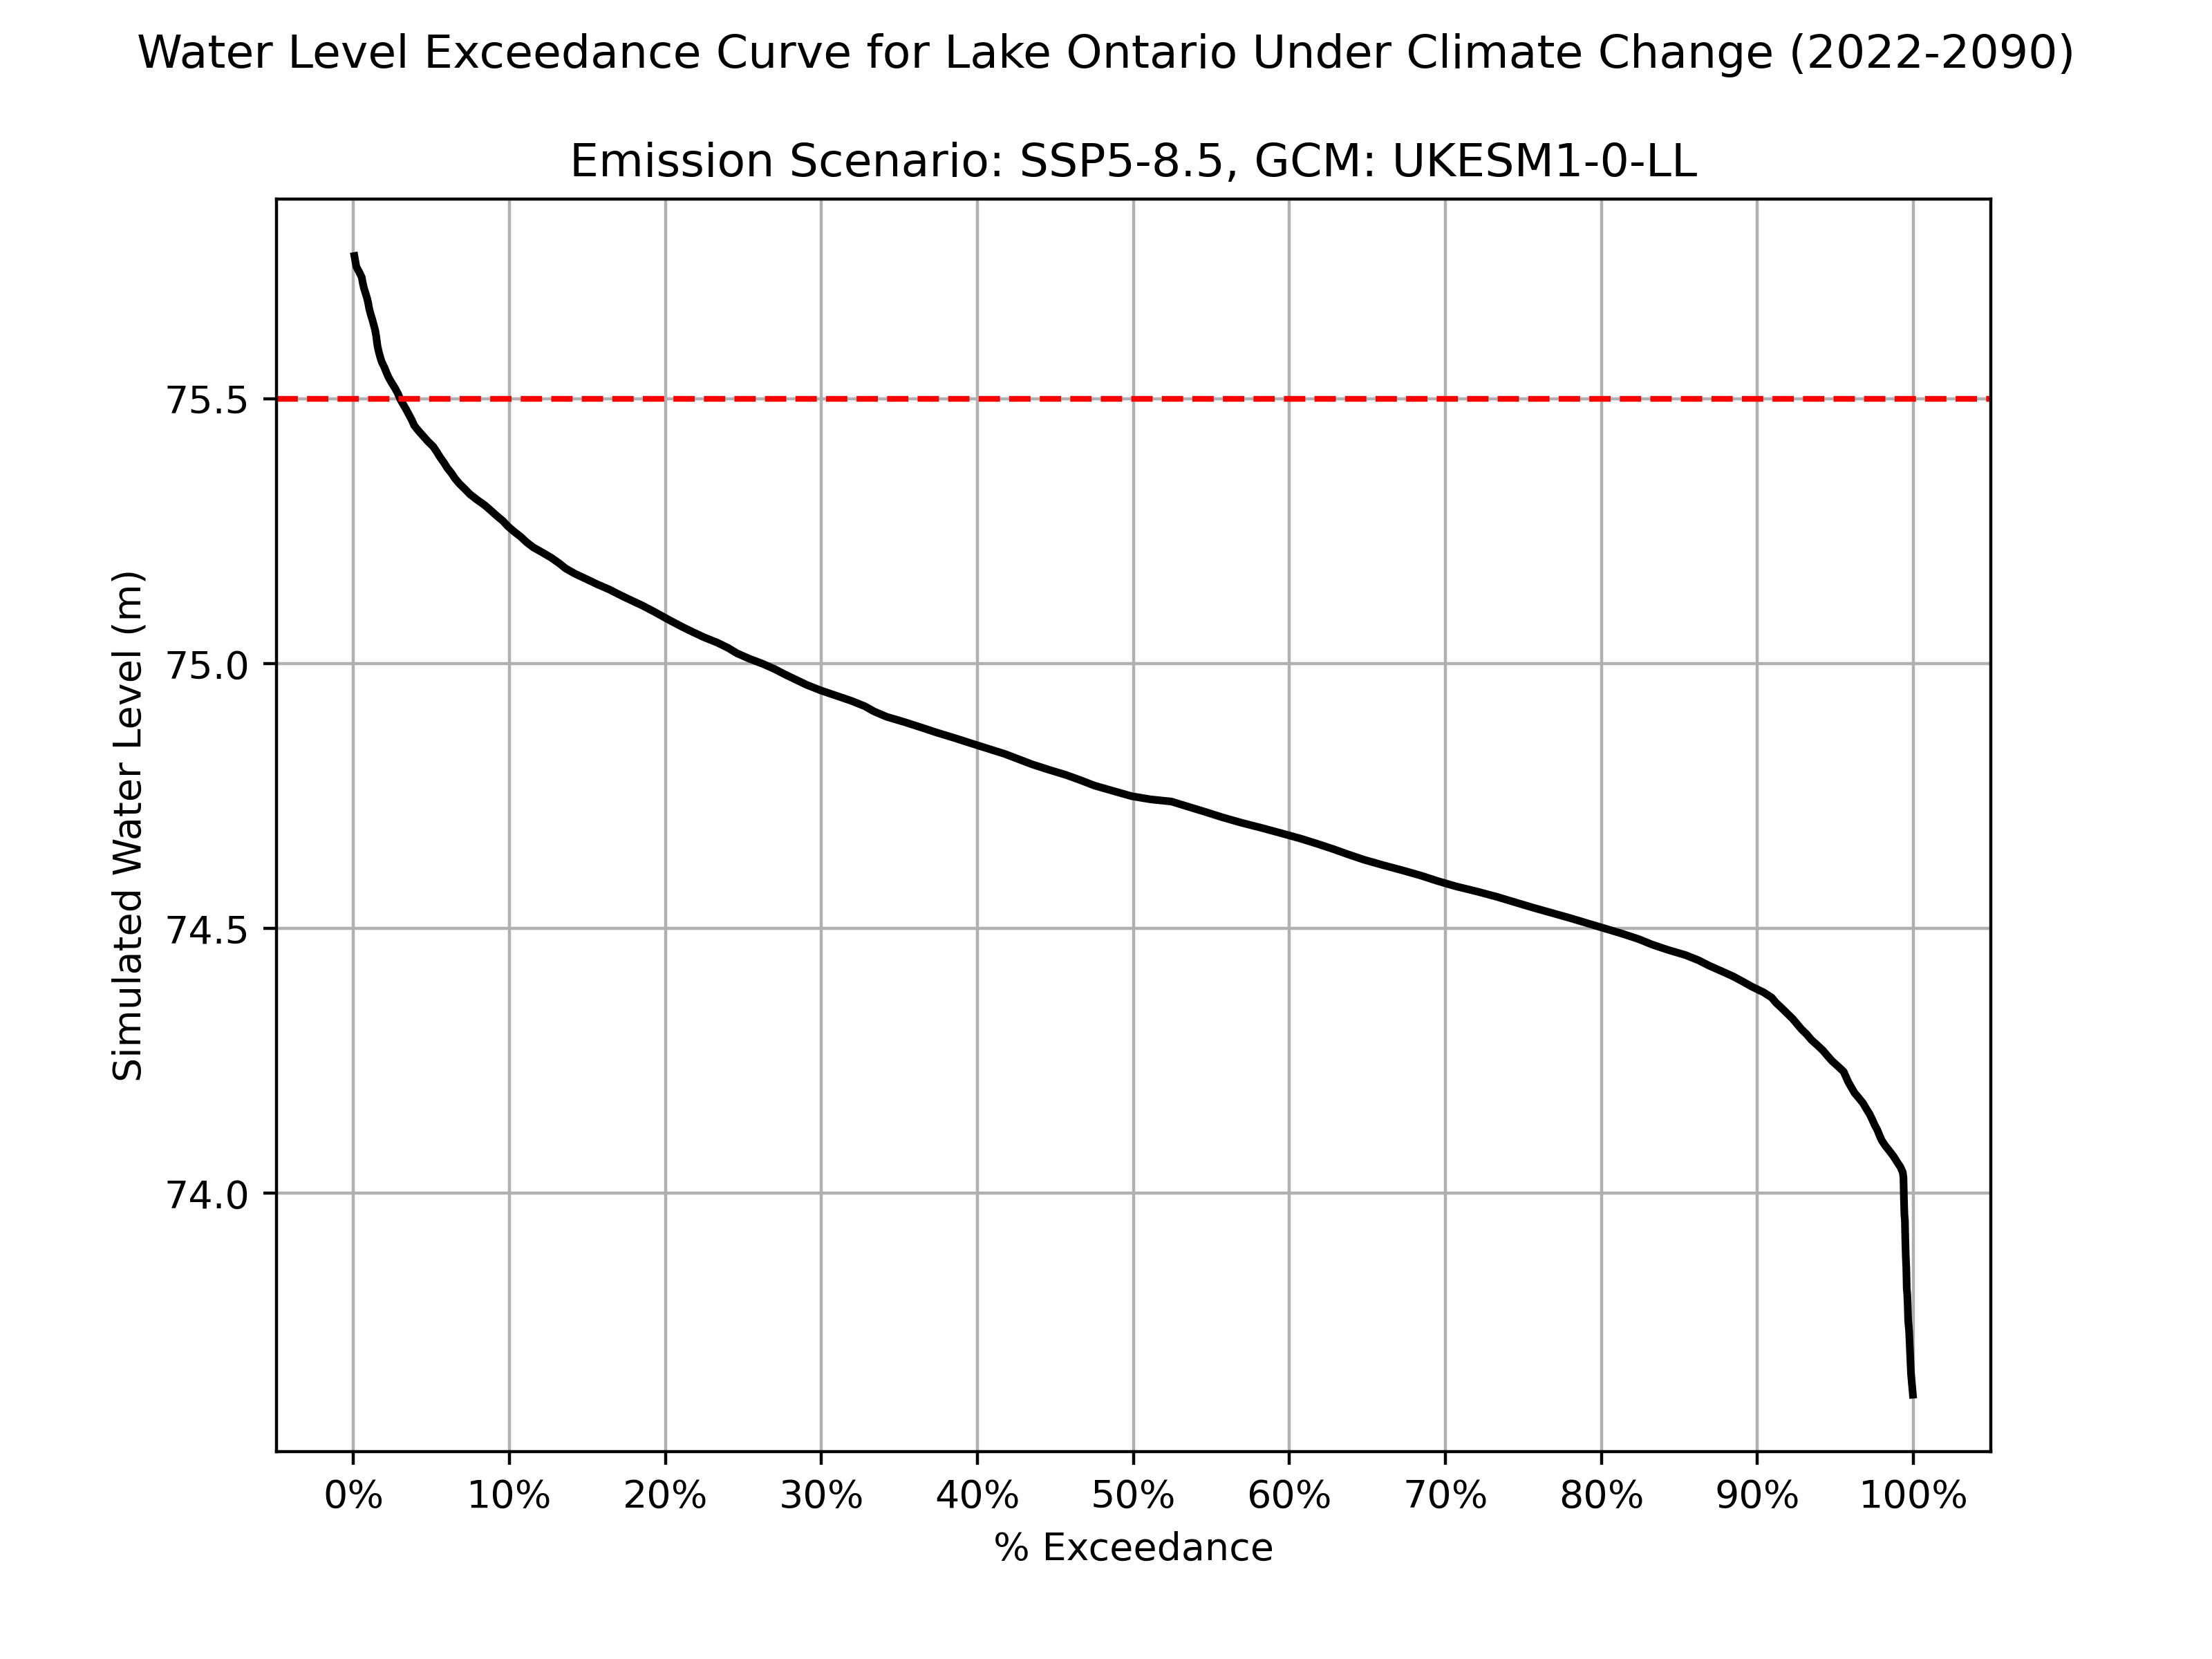 Water Level Exceedance Curve for Lake Ontario Under Climate Change (2022-2090)
Emission Scenario: SSP5-8.5, GCM: UKESM1-0-LL
Simulated Water Level (m)
75.5
75.0
74.5
74.0
0% 10% 20% 30% 40% 50% 60% 70% 80% 90% 100%
% Exceedance